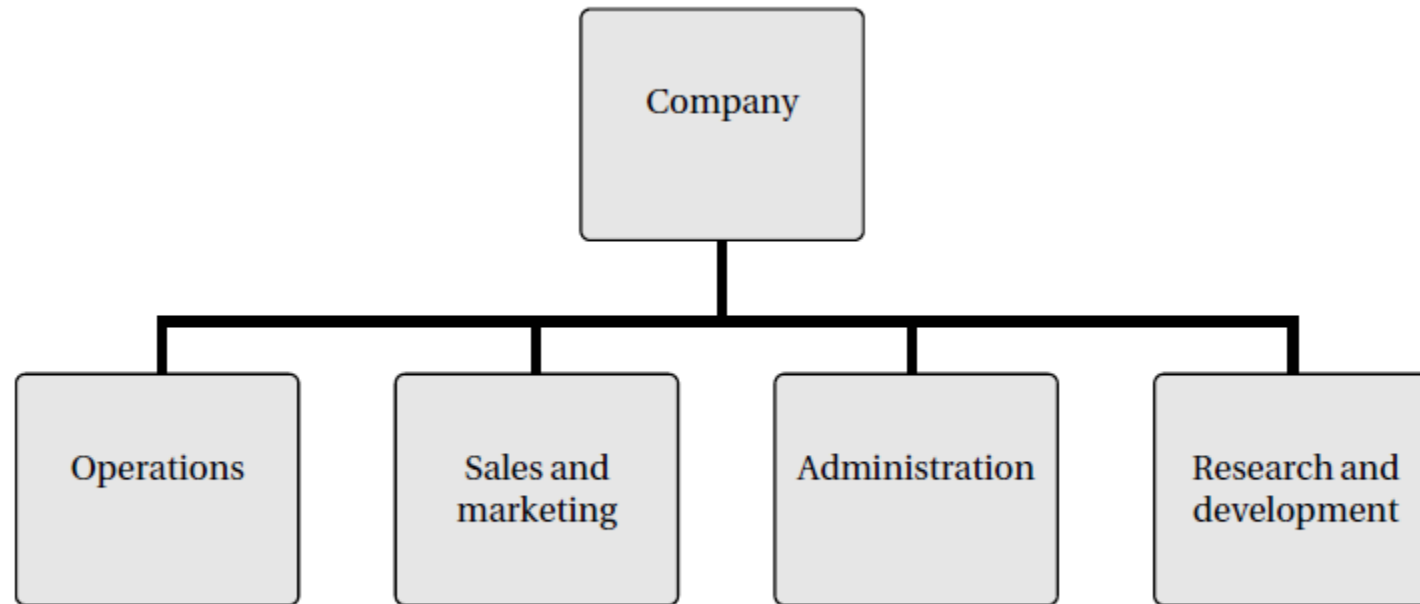 Company
Operations
Sales and
marketing
Administration
Research and
development